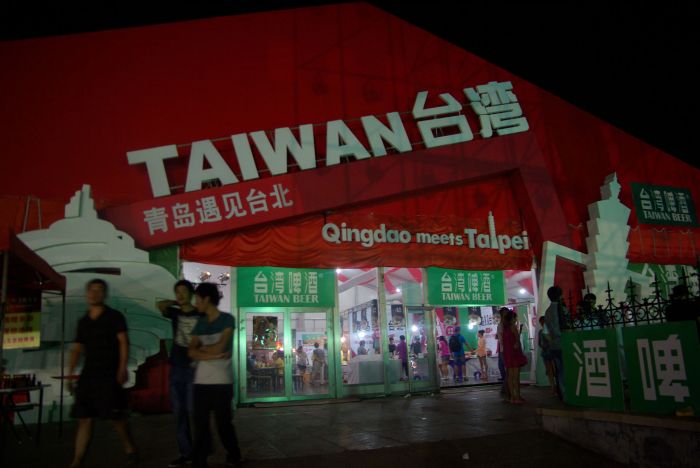 TAIWAN台湾
青岛遇见台北
Qingdao meets Taipei
台湾啤酒
TAIWAN BEER
台湾啤酒
TAIWAN BEER
台湾啤酒
TAIWAN BEER
酒
啤